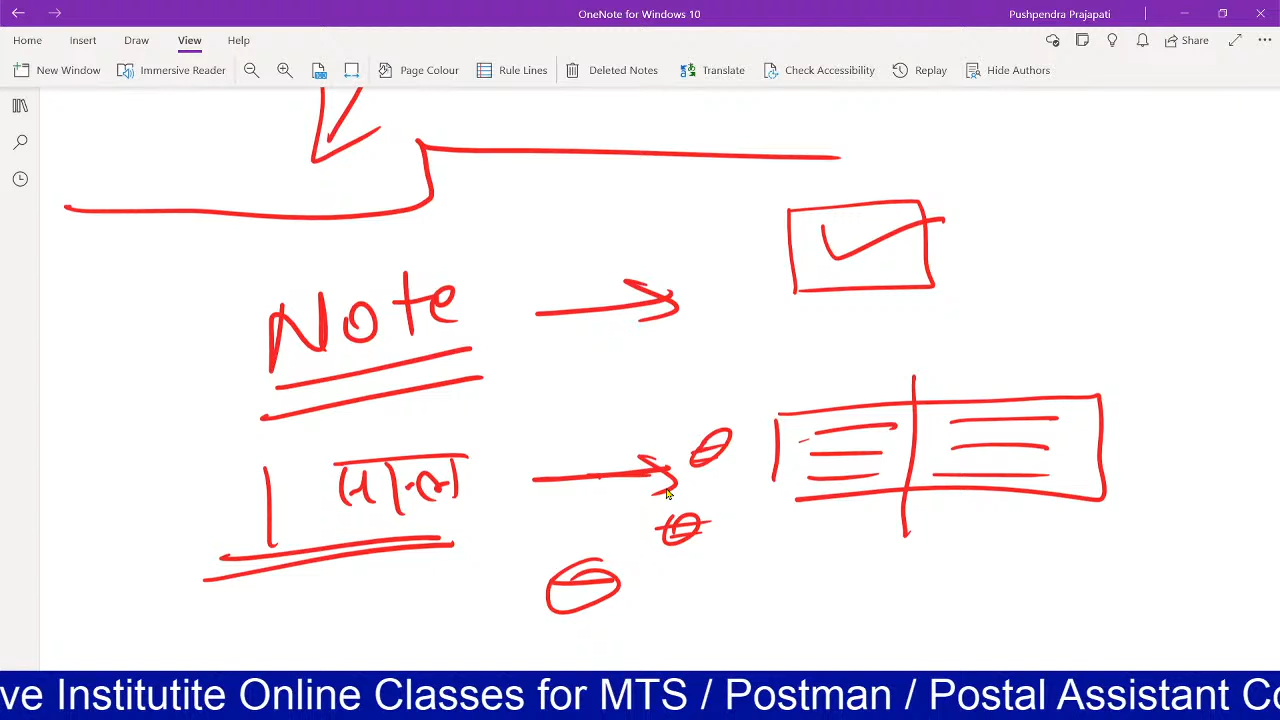 OneNote for Windows 10
Pushpendra Prajapati
Home Insert Draw View Help
Share
New Window Immersive Reader Page Colour Rule Lines Deleted Notes Translate Check Accessibility Replay Hide Authors
Note
ve Institutite Online Classes for MTS / Postman / Postal Assistant Co